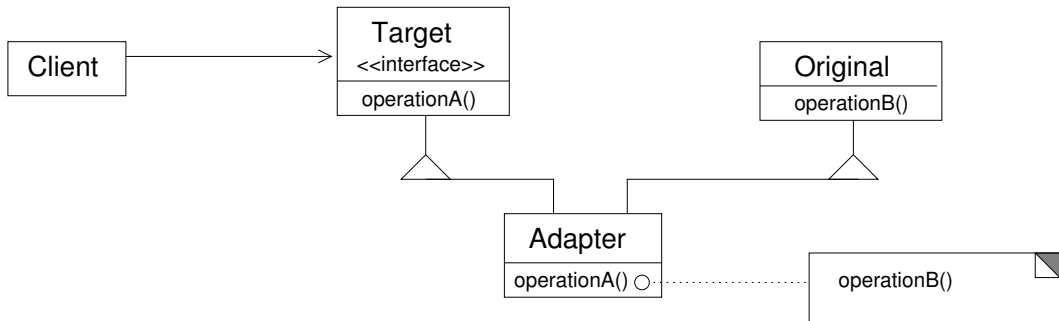 Client
Target
<<interface>>
operationA()
Original
operationB()
Adapter
operationA()
operationB()